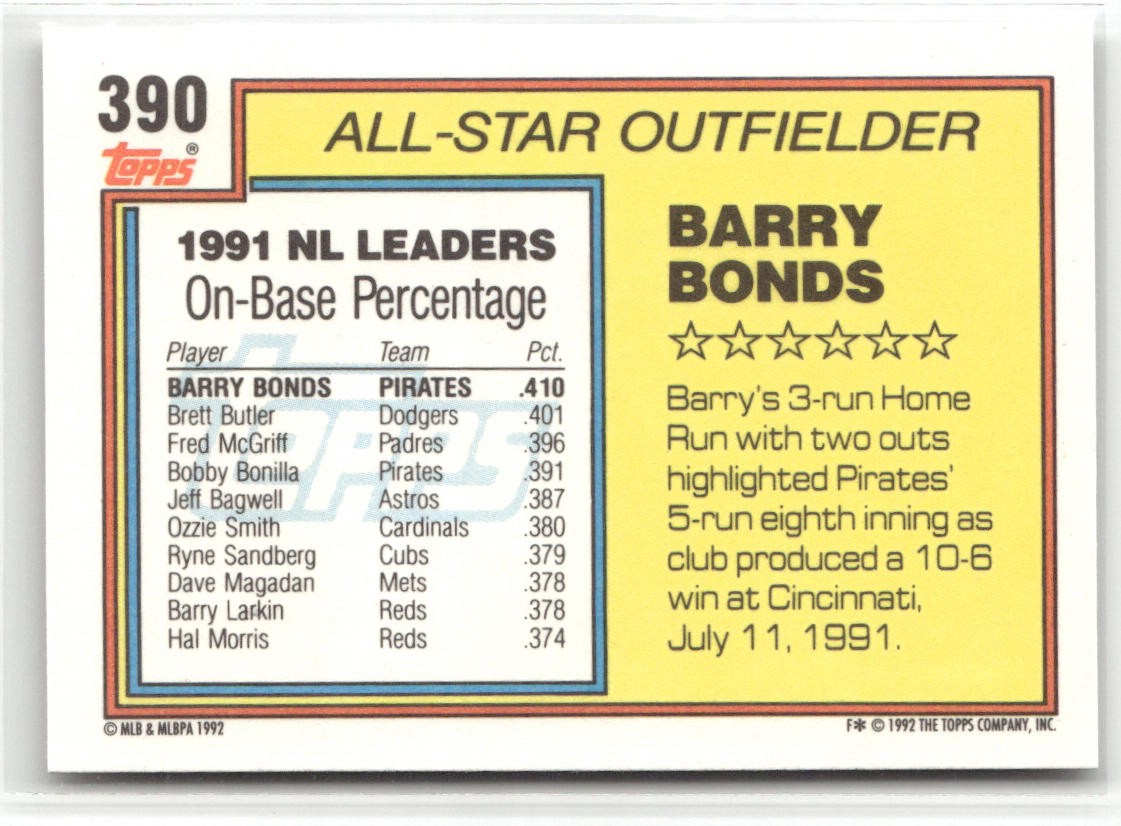 390
topps®
ALL-STAR OUTFIELDER
1991 NL LEADERS
On-Base Percentage
Player Team Pct.
BARRY BONDS PIRATES .410
Brett Butler Dodgers .401
Fred McGriff Padres .396
Bobby Bonilla Pirates .391
Jeff Bagwell Astros .387
Ozzie Smith Cardinals .380
Ryne Sandberg Cubs .379
Dave Magadan Mets .378
Barry Larkin Reds .378
Hal Morris Reds .374
topps
BARRY
BONDS
☆☆☆☆☆☆
Barry's 3-run Home
Run with two outs
highlighted Pirates'
5-run eighth inning as
club produced a 10-6
win at Cincinnati,
July 11, 1991.
© MLB & MLBPA 1992
F✻ © 1992 THE TOPPS COMPANY, INC.